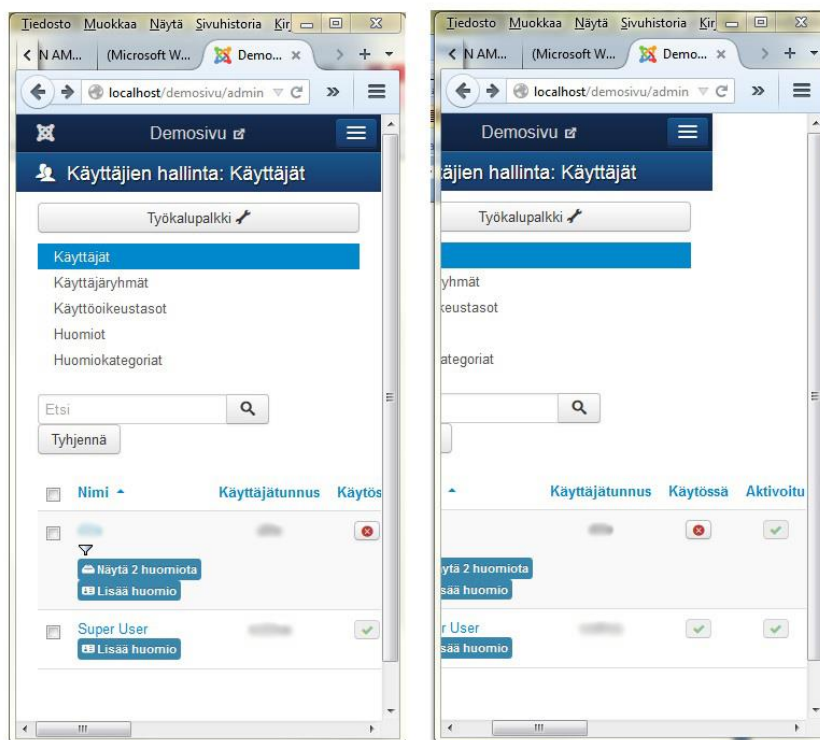 Tiedosto Muokkaa Näytä Sivuhistoria Kirj
N AM... (Microsoft W... Demo...
localhost/demosivu/admin
Demosivu
Käyttäjien hallinta: Käyttäjät
Työkalupalkki
Käyttäjät
Käyttäjäryhmät
Käyttöoikeustasot
Huomiot
Huomiokategoriat
Etsi
Tyhjennä
Nimi Käyttäjätunnus Käytös
Näytä 2 huomiota
Lisää huomio
Super User
Lisää huomio
Tiedosto Muokkaa Näytä Sivuhistoria Kirj
N AM... (Microsoft W... Demo...
localhost/demosivu/admin
Demosivu
täjien hallinta: Käyttäjät
Työkalupalkki
yhmät
keustasot
ategoriat
Käyttäjätunnus Käytössä Aktivoitu
ytä 2 huomiota
sää huomio
r User
sää huomio